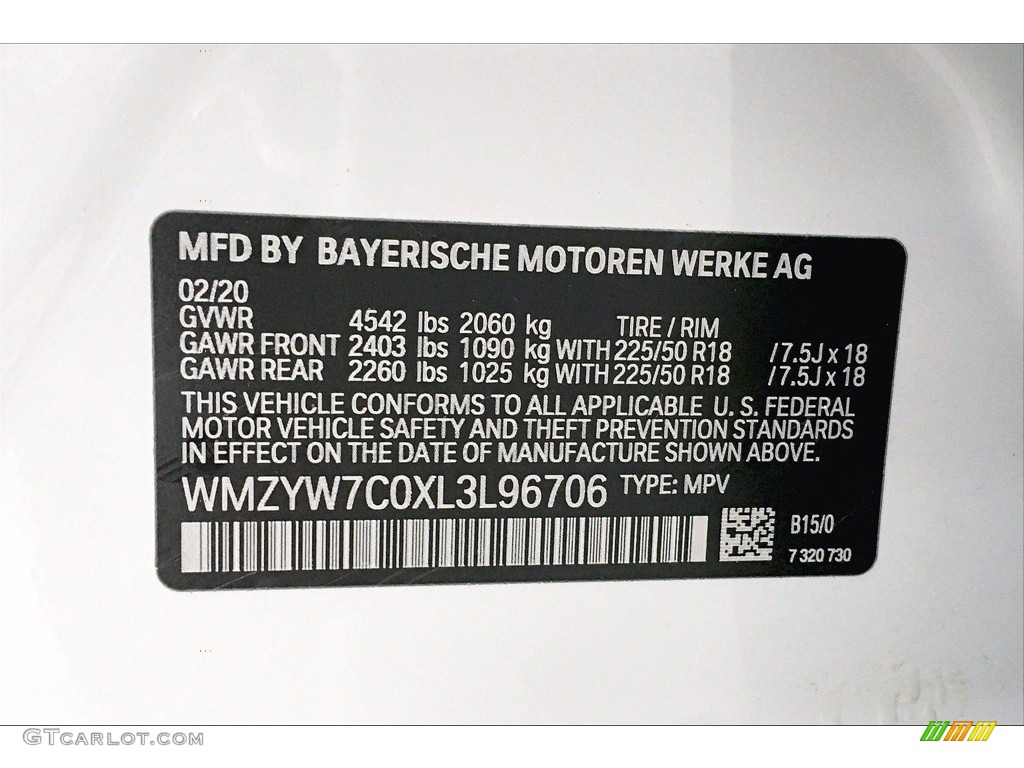 MFD BY BAYERISCHE MOTOREN WERKE AG
02/20
GVWR 4542 lbs 2060 kg TIRE / RIM
GAWR FRONT 2403 lbs 1090 kg WITH 225/50 R18 / 7.5J x 18
GAWR REAR 2260 lbs 1025 kg WITH 225/50 R18 / 7.5J x 18
THIS VEHICLE CONFORMS TO ALL APPLICABLE U. S. FEDERAL
MOTOR VEHICLE SAFETY AND THEFT PREVENTION STANDARDS
IN EFFECT ON THE DATE OF MANUFACTURE SHOWN ABOVE.
WMZYW7C0XL3L96706 TYPE: MPV
B15/0
7 320 730
GTCARLOT.COM